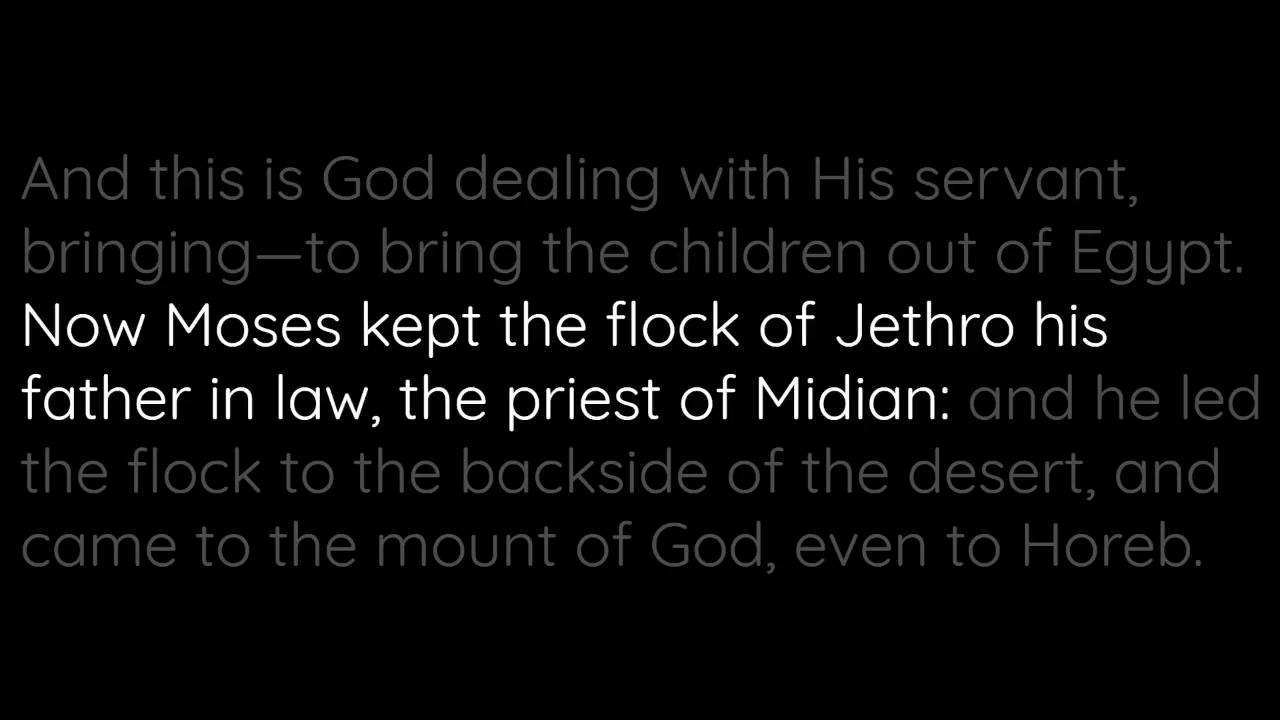 And this is God dealing with His servant,
bringing—to bring the children out of Egypt.
Now Moses kept the flock of Jethro his
father in law, the priest of Midian: and he led
the flock to the backside of the desert, and
came to the mount of God, even to Horeb.